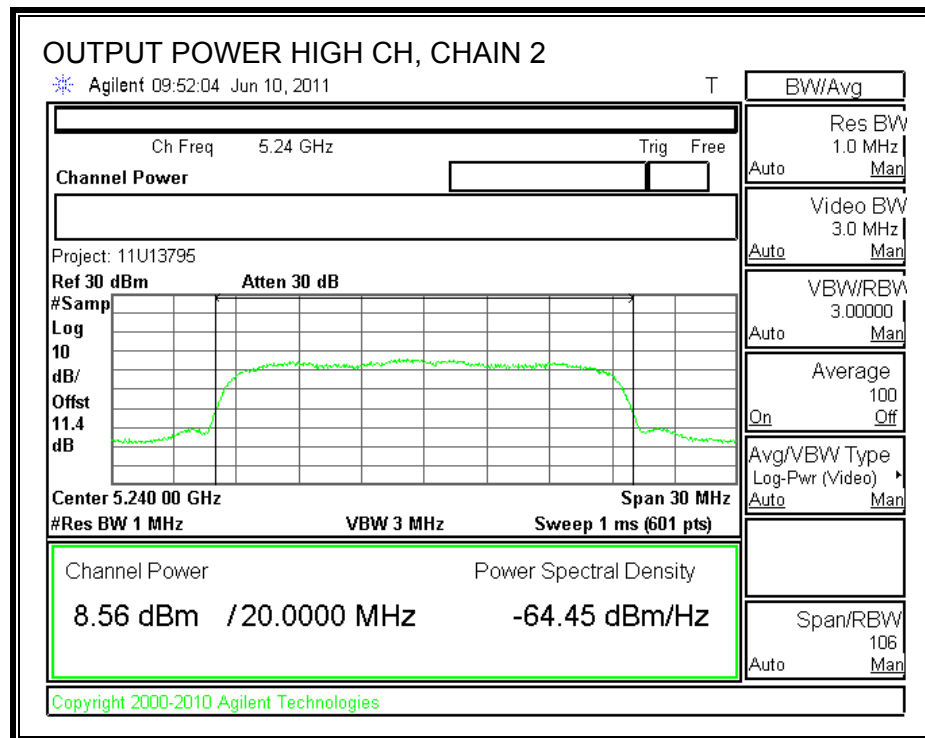 OUTPUT POWER HIGH CH, CHAIN 2
Agilent 09:52:04 Jun 10, 2011 T
Ch Freq 5.24 GHz Trig Free
Channel Power
Project: 11U13795
Ref 30 dBm Atten 30 dB
#Samp
Log
10
dB/
Offst
11.4
dB
Center 5.240 00 GHz Span 30 MHz
#Res BW 1 MHz VBW 3 MHz Sweep 1 ms (601 pts)
Channel Power Power Spectral Density
8.56 dBm / 20.0000 MHz -64.45 dBm/Hz
Copyright 2000-2010 Agilent Technologies
BW/Avg
Res BW
1.0 MHz
Auto Man
Video BW
3.0 MHz
Auto Man
VBW/RBW
3.00000
Auto Man
Average
100
On Off
Avg/VBW Type
Log-Pwr (Video)
Auto Man
Span/RBW
106
Auto Man